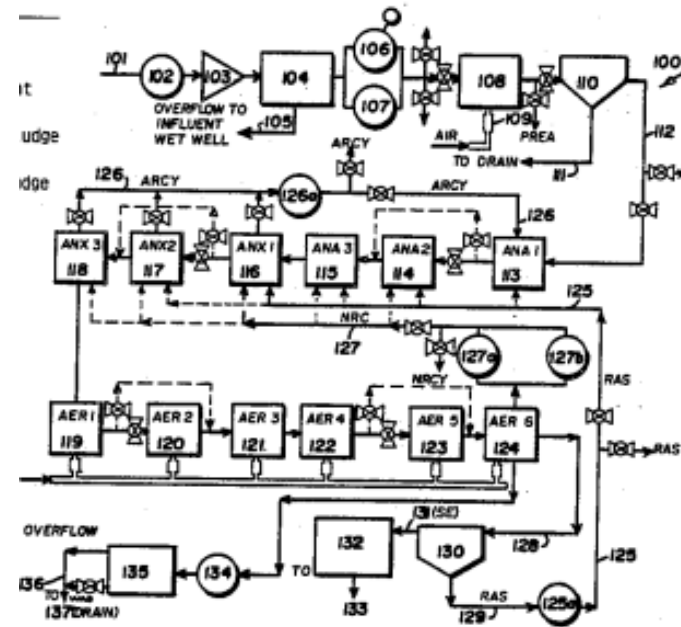 101
102
103
104
106
107
108
110
100
nt
OVERFLOW TO
INFLUENT
WET WELL
105
AIR
109
PREA
112
udge
TO DRAIN
111
ARCY
dge
126
ARCY
126a
ARCY
126
ANX 3
118
ANX2
117
ANX 1
116
ANA 3
115
ANA 2
114
ANA 1
113
125
NRC
127
127a
127b
RAS
NRCY
AER 1
119
AER 2
120
AER 3
121
AER 4
122
AER 5
123
AER 6
124
RAS
131(SE)
128
125
OVERFLOW
132
130
136
135
134
TO
TO WAS
137(DRAIN)
133
RAS
129
125a